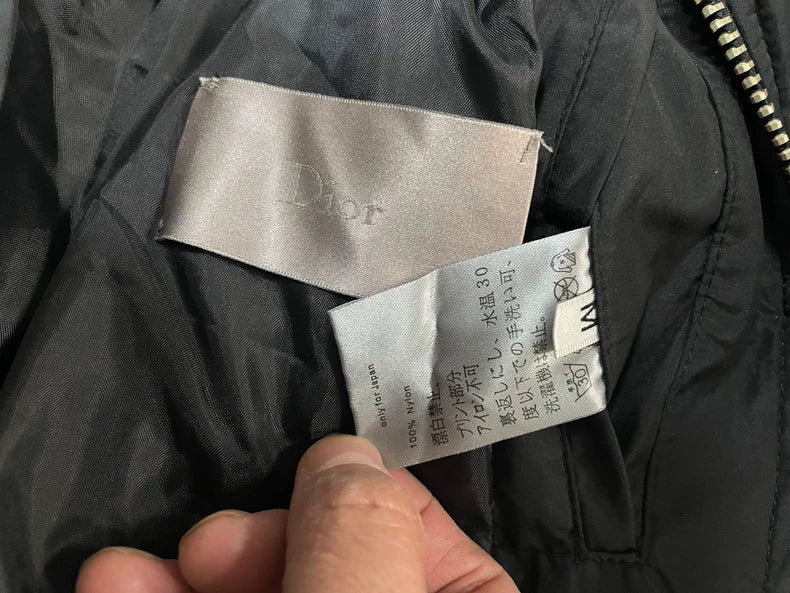 Dior
M
裏返しにし、水温30
度以下での手洗い可、
洗濯機は禁止。
プリント部分
アイロン不可
漂白禁止。
100% Nylon
only for Japan
30